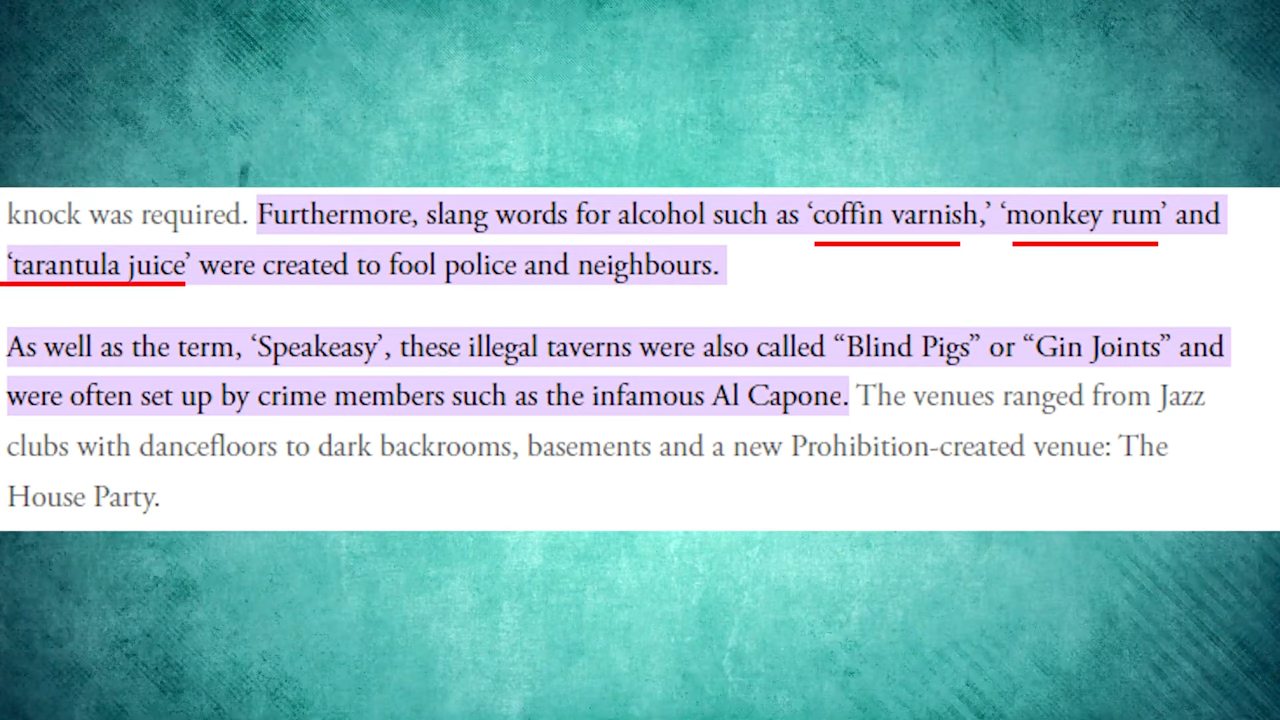 knock was required. Furthermore, slang words for alcohol such as ‘coffin varnish,’ ‘monkey rum’ and
‘tarantula juice’ were created to fool police and neighbours.
As well as the term, ‘Speakeasy’, these illegal taverns were also called “Blind Pigs” or “Gin Joints” and
were often set up by crime members such as the infamous Al Capone. The venues ranged from Jazz
clubs with dancefloors to dark backrooms, basements and a new Prohibition-created venue: The
House Party.